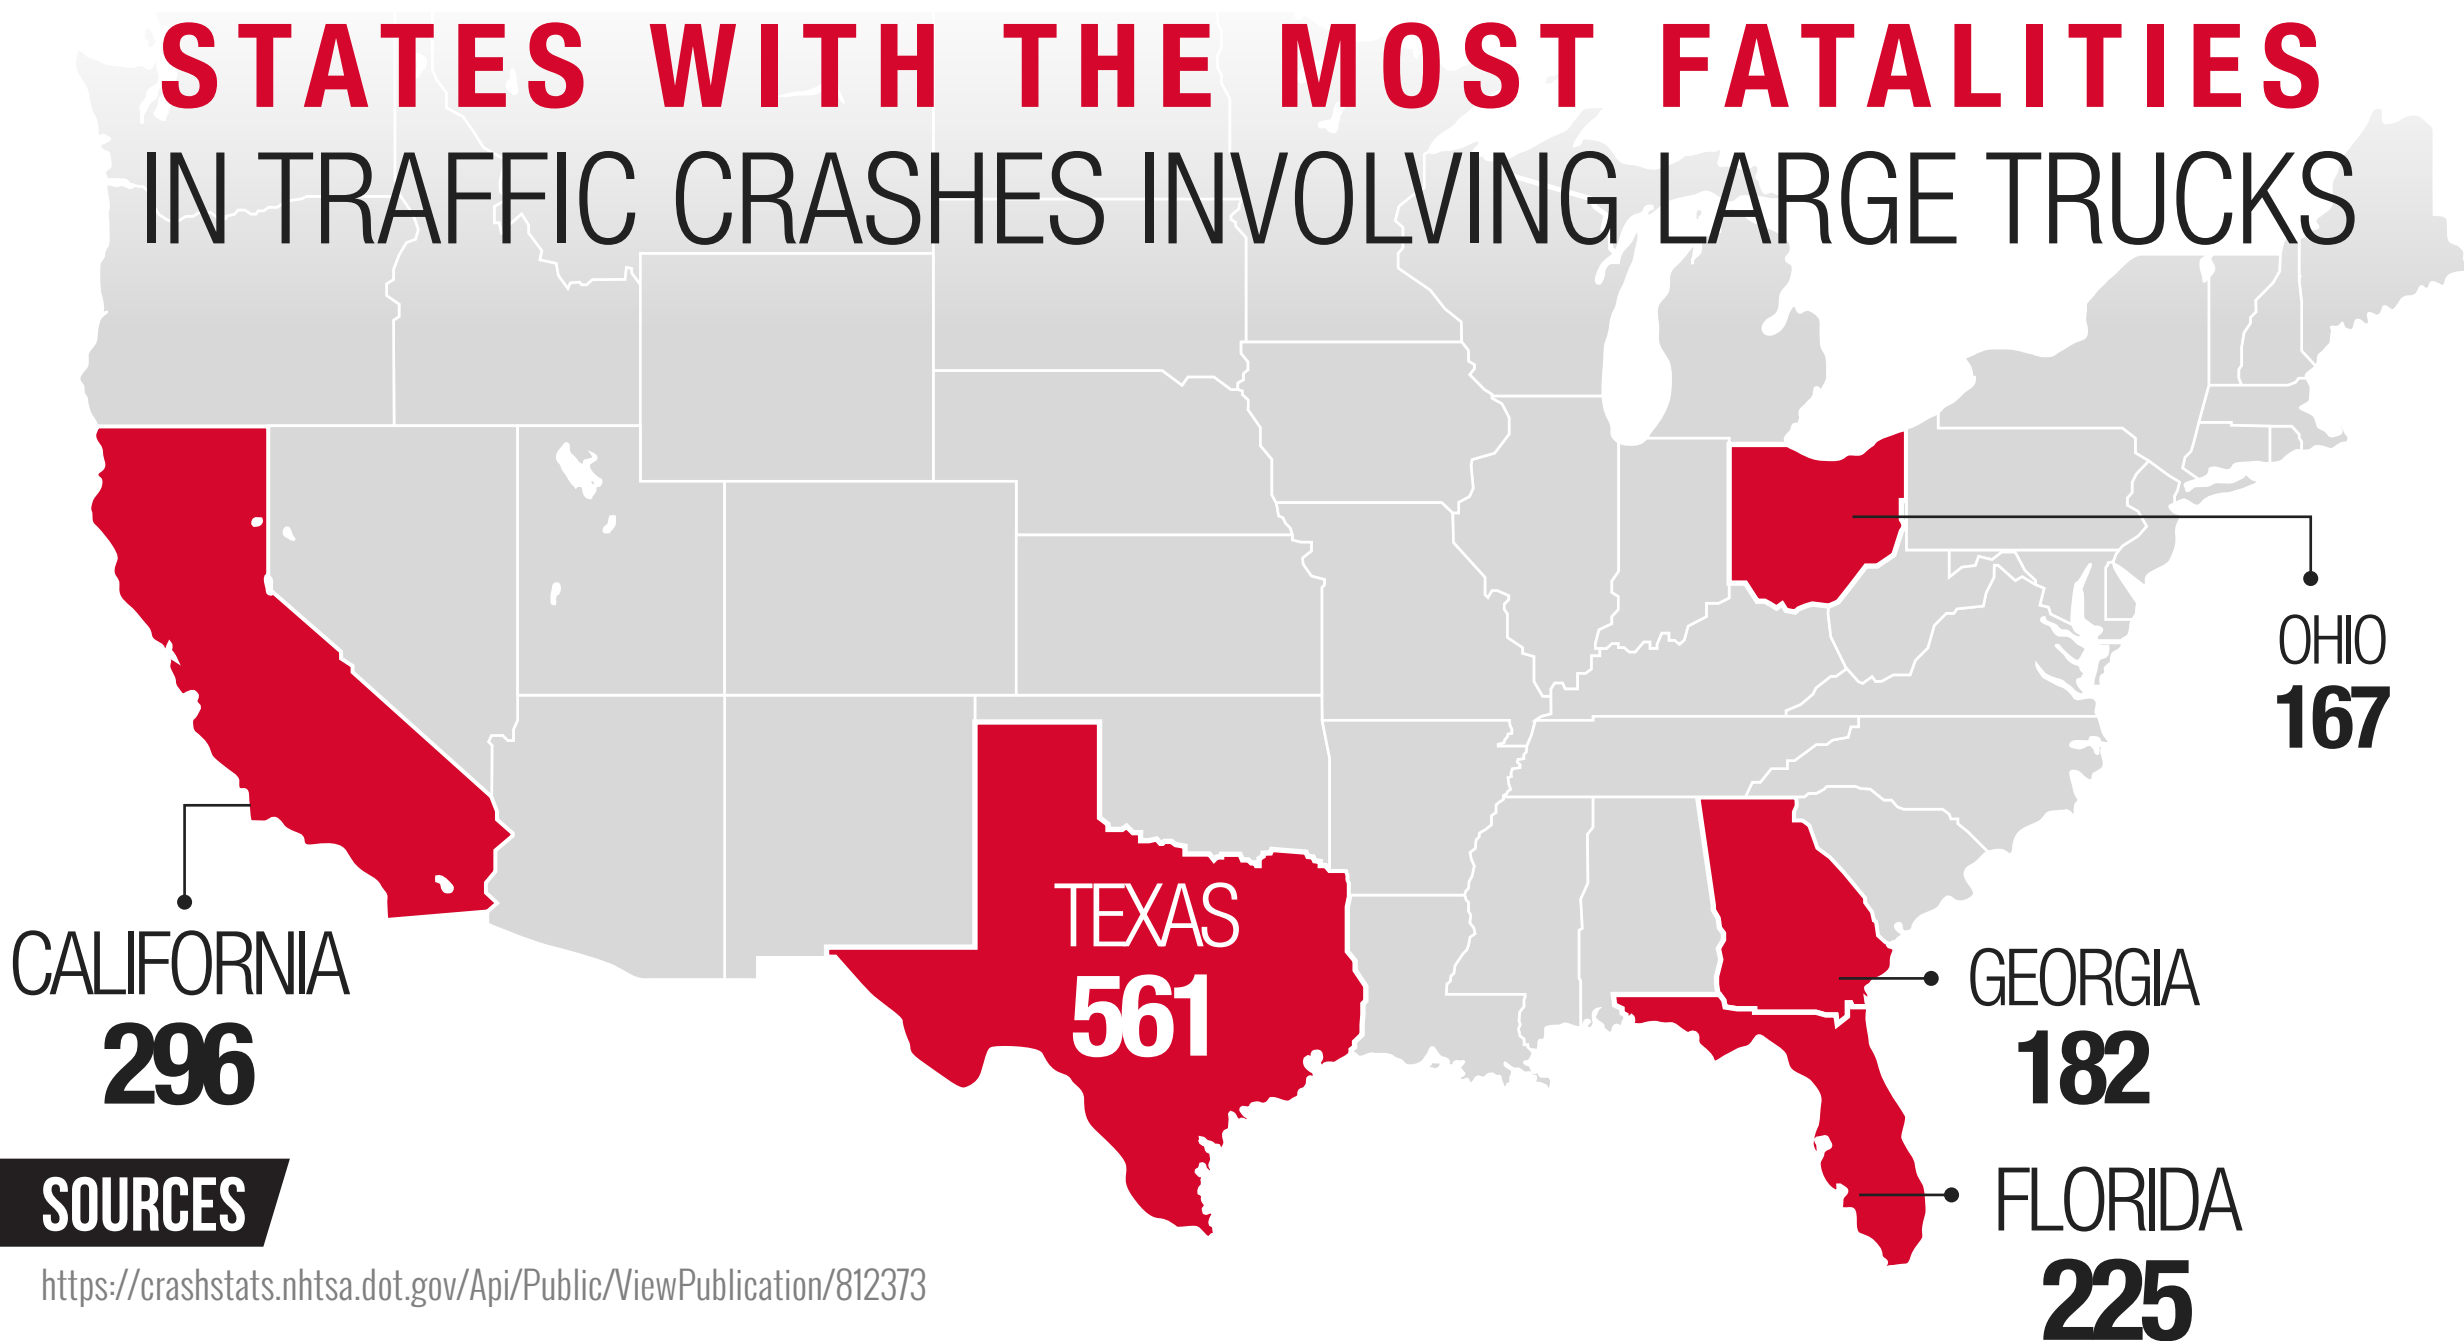 STATES WITH THE MOST FATALITIES
IN TRAFFIC CRASHES INVOLVING LARGE TRUCKS
OHIO
167
TEXAS
561
CALIFORNIA
296
GEORGIA
182
FLORIDA
225
SOURCES
https://crashstats.nhtsa.dot.gov/Api/Public/ViewPublication/812373